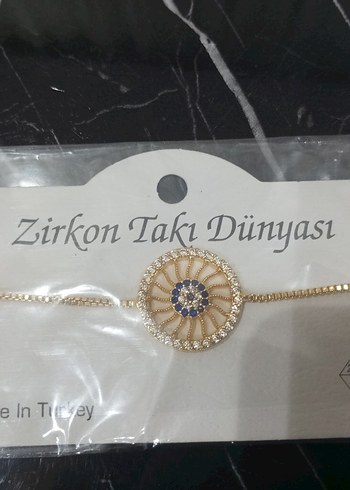 Zirkon Takı Dünyası
In Turkey